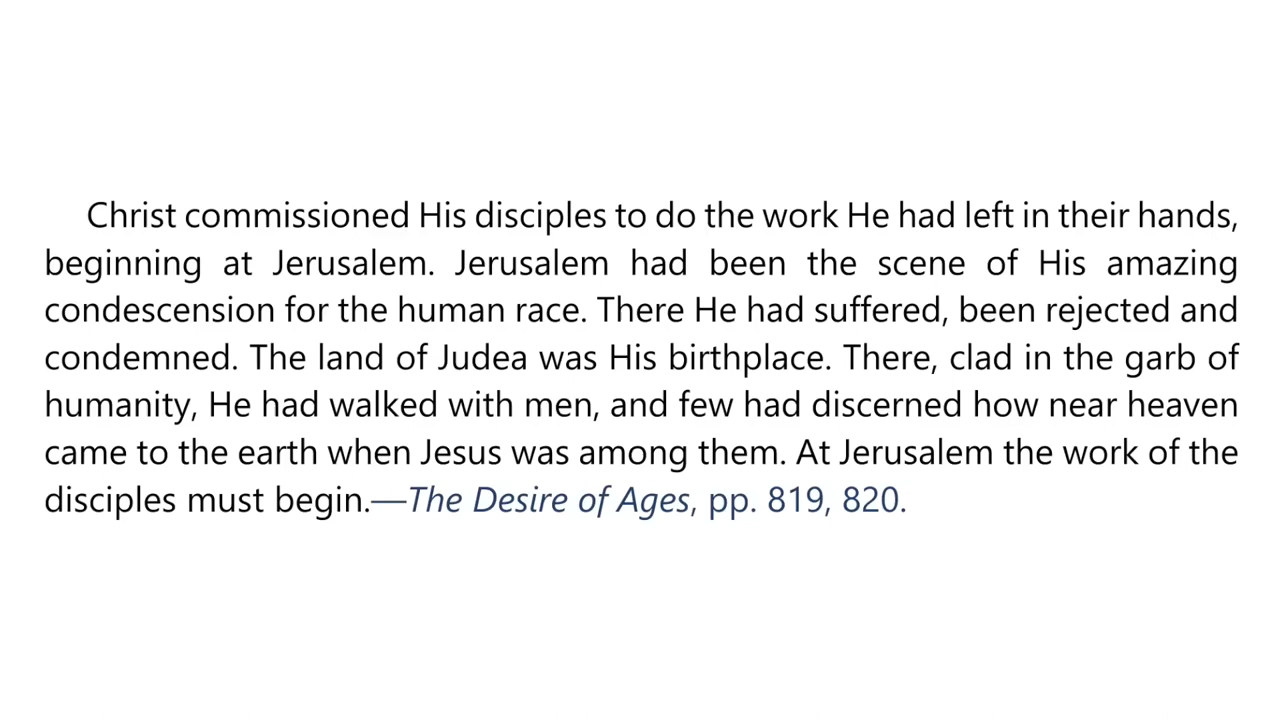 Christ commissioned His disciples to do the work He had left in their hands,
beginning at Jerusalem. Jerusalem had been the scene of His amazing
condescension for the human race. There He had suffered, been rejected and
condemned. The land of Judea was His birthplace. There, clad in the garb of
humanity, He had walked with men, and few had discerned how near heaven
came to the earth when Jesus was among them. At Jerusalem the work of the
disciples must begin.—The Desire of Ages, pp. 819, 820.